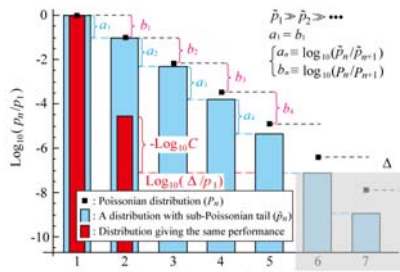 p̃₁ ≫ p̃₂ ≫ •••
a₁ = b₁
aₙ ≡ log₁₀(p̃ₙ/p̃ₙ₊₁)
bₙ ≡ log₁₀(Pₙ/Pₙ₊₁)
Log₁₀(pₙ/p₁)
0
-2
-4
-6
-8
-10
a₁
b₁
a₂
b₂
a₃
b₃
a₄
b₄
-Log₁₀C
Log₁₀(Δ/p₁)
Δ
: Poissonian distribution (Pₙ)
: A distribution with sub-Poissonian tail (p̃ₙ)
: Distribution giving the same performance
1 2 3 4 5 6 7